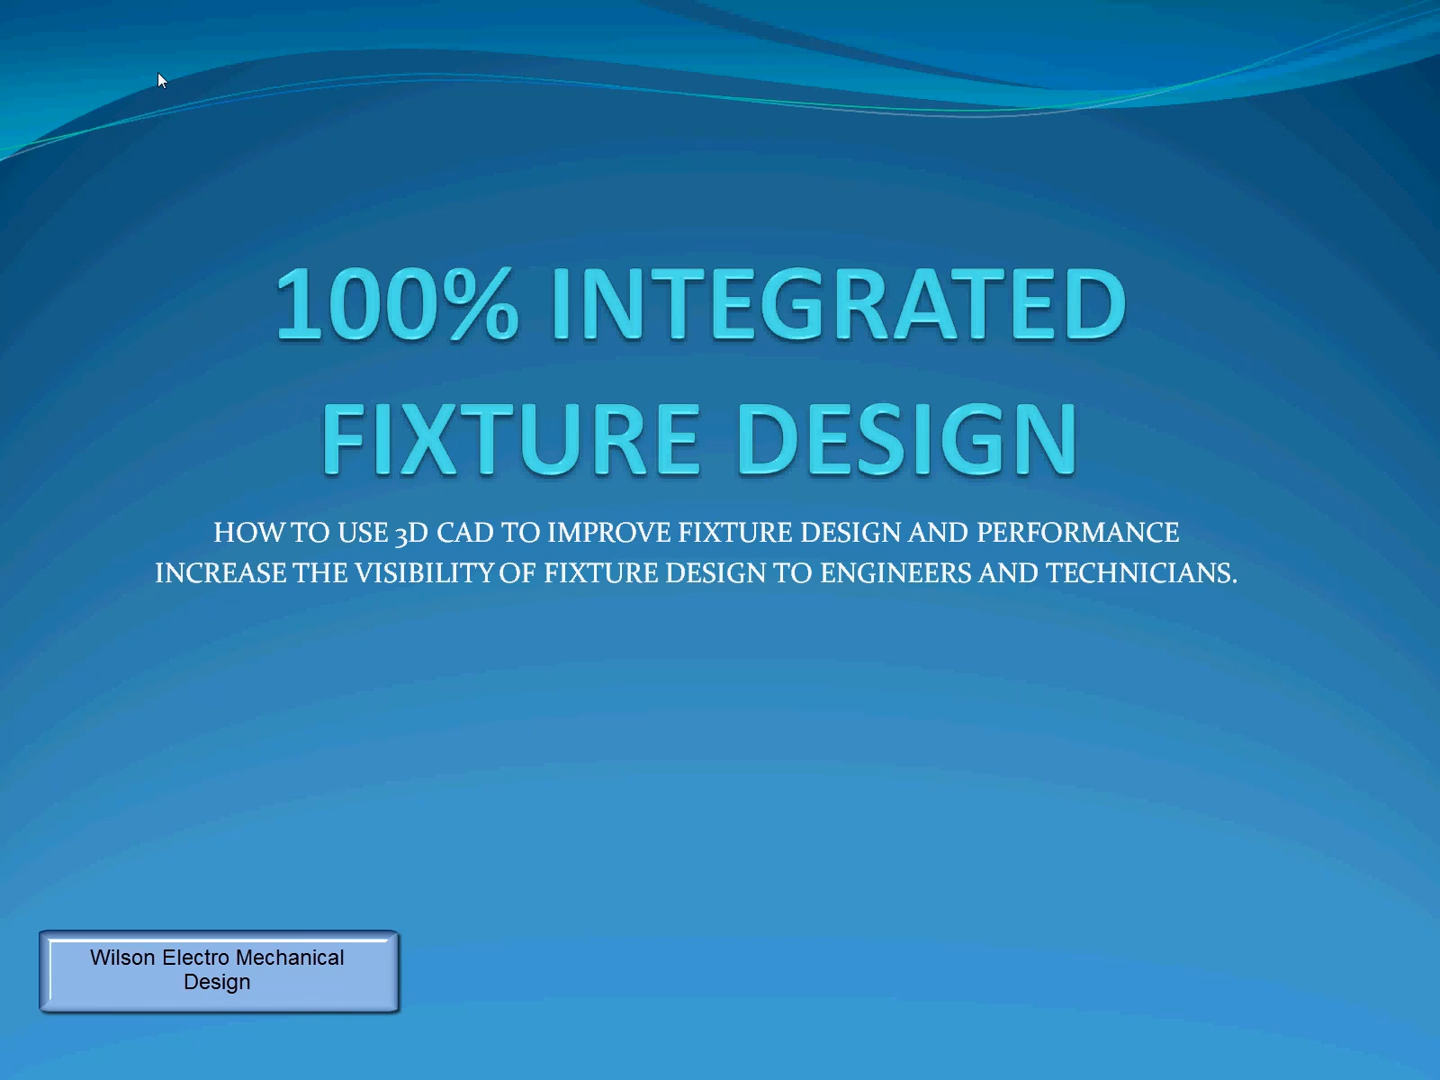 100% INTEGRATED
FIXTURE DESIGN
HOW TO USE 3D CAD TO IMPROVE FIXTURE DESIGN AND PERFORMANCE
INCREASE THE VISIBILITY OF FIXTURE DESIGN TO ENGINEERS AND TECHNICIANS.
Wilson Electro Mechanical
Design